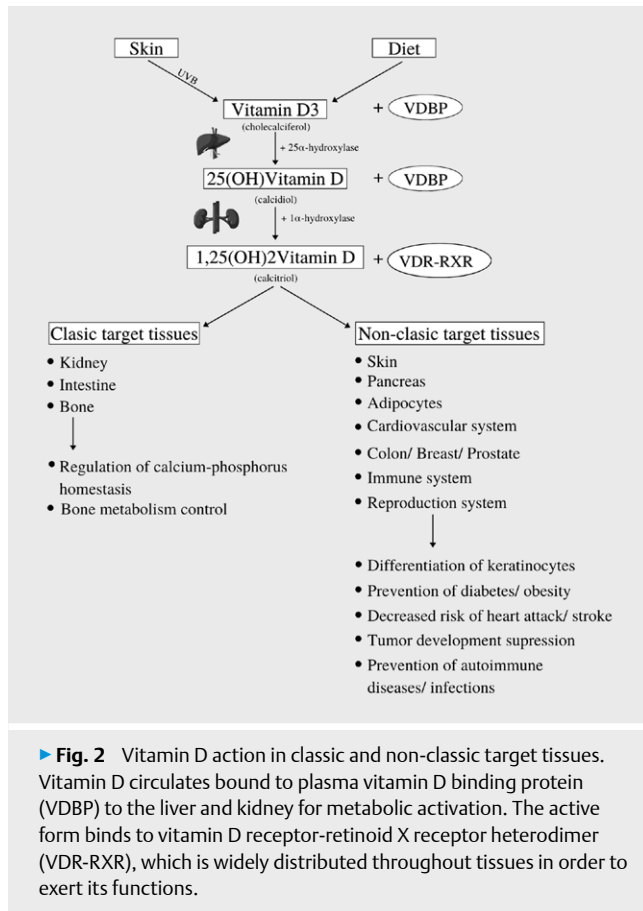 Skin
Diet
UVB
Vitamin D3
+ VDBP
(cholecalciferol)
+ 25α-hydroxylase
25(OH)Vitamin D
+ VDBP
(calcidiol)
+ 1α-hydroxylase
1,25(OH)2Vitamin D
+ VDR-RXR
(calcitriol)
Clasic target tissues
• Kidney
• Intestine
• Bone
• Regulation of calcium-phosphorus
homestasis
• Bone metabolism control
Non-clasic target tissues
• Skin
• Pancreas
• Adipocytes
• Cardiovascular system
• Colon/ Breast/ Prostate
• Immune system
• Reproduction system
• Differentiation of keratinocytes
• Prevention of diabetes/ obesity
• Decreased risk of heart attack/ stroke
• Tumor development supression
• Prevention of autoimmune
diseases/ infections
▶ Fig. 2 Vitamin D action in classic and non-classic target tissues.
Vitamin D circulates bound to plasma vitamin D binding protein
(VDBP) to the liver and kidney for metabolic activation. The active
form binds to vitamin D receptor-retinoid X receptor heterodimer
(VDR-RXR), which is widely distributed throughout tissues in order to
exert its functions.